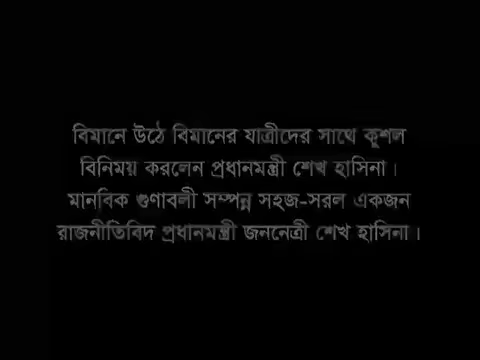 বিমানে উঠে বিমানের যাত্রীদের সাথে কুশল
বিনিময় করলেন প্রধানমন্ত্রী শেখ হাসিনা।
মানবিক গুণাবলী সম্পন্ন সহজ-সরল একজন
রাজনীতিবিদ প্রধানমন্ত্রী জননেত্রী শেখ হাসিনা।